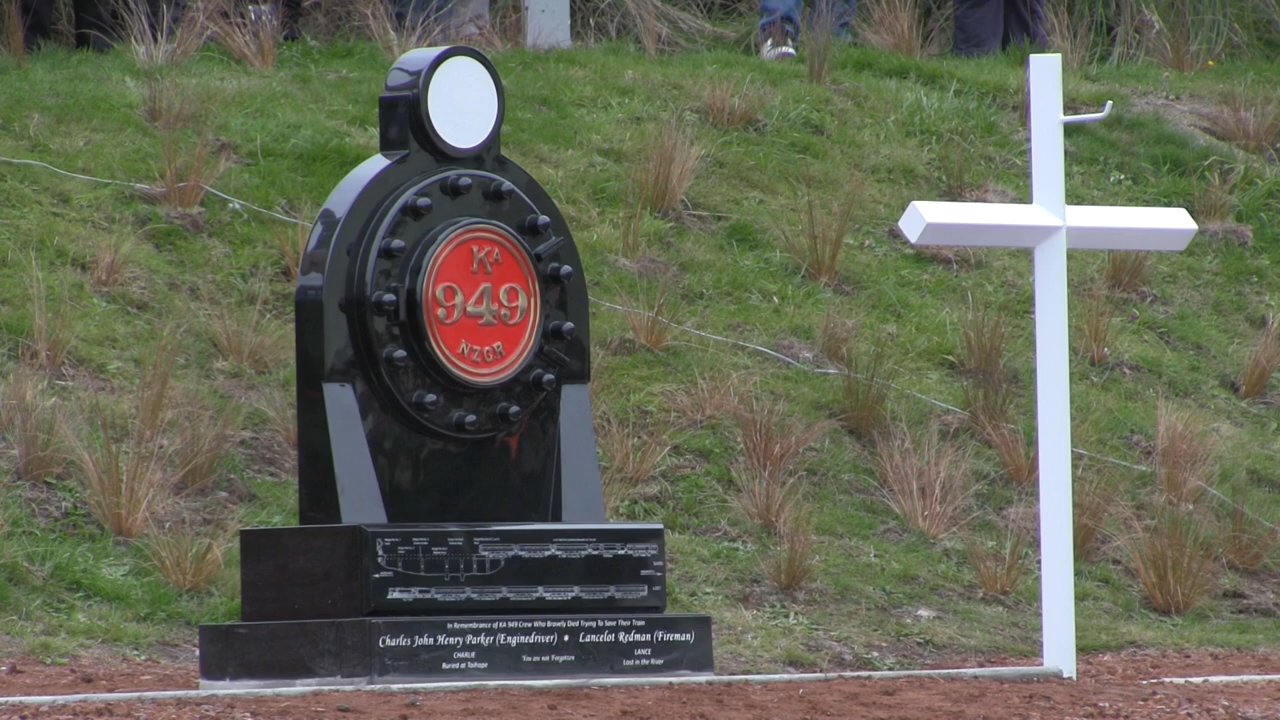 KA
949
NZGR
In Remembrance of KA 949 Crew Who Bravely Died Trying To Save Their Train
Charles John Henry Parker (Enginedriver) * Lancelot Redman (Fireman)
CHARLIE 'You are not Forgotten LANCE
Buried at Taihape Lost in the River